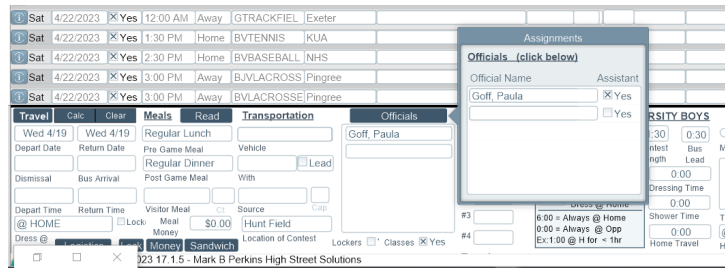 Sat 4/22/2023 Yes 12:00 AM Away GTRACKFIEL Exeter
Sat 4/22/2023 Yes 1:30 PM Home BVTENNIS KUA
Sat 4/22/2023 Yes 2:30 PM Home BVBASEBALL NHS
Sat 4/22/2023 Yes 3:00 PM Away BJVLACROSS Pingree
Sat 4/22/2023 Yes 3:00 PM Away BVLACROSSE Pingree
Assignments
Officials (click below)
Official Name Assistant
Goff, Paula Yes
Yes
Travel Calc Clear Meals Read Transportation Officials
RSITY BOYS
Wed 4/19 Wed 4/19 Regular Lunch Goff, Paula
:30 0:30
Depart Date Return Date Pre Game Meal Vehicle
ntest Bus
ngth Lead
Regular Dinner Lead
0:00
Dismissal Bus Arrival Post Game Meal With
Dressing Time
0:00
Depart Time Return Time Visitor Meal Ct Source Cap
Dress @ Home
@ HOME Lock Meal Money $0.00 Hunt Field
#3 6:00 = Always @ Home Shower Time
Dress @ Location of Contest Lockers Classes Yes
#4 0:00 = Always @ Opp 0:00
Ex:1:00 @ H for < 1hr Home Travel
Logistics Lock Money Sandwich
023 17.1.5 - Mark B Perkins High Street Solutions